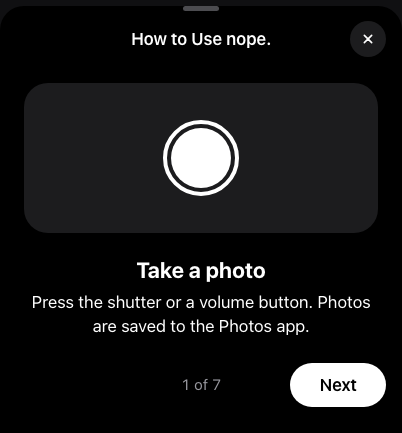 How to Use nope.
Take a photo
Press the shutter or a volume button. Photos
are saved to the Photos app.
1 of 7
Next